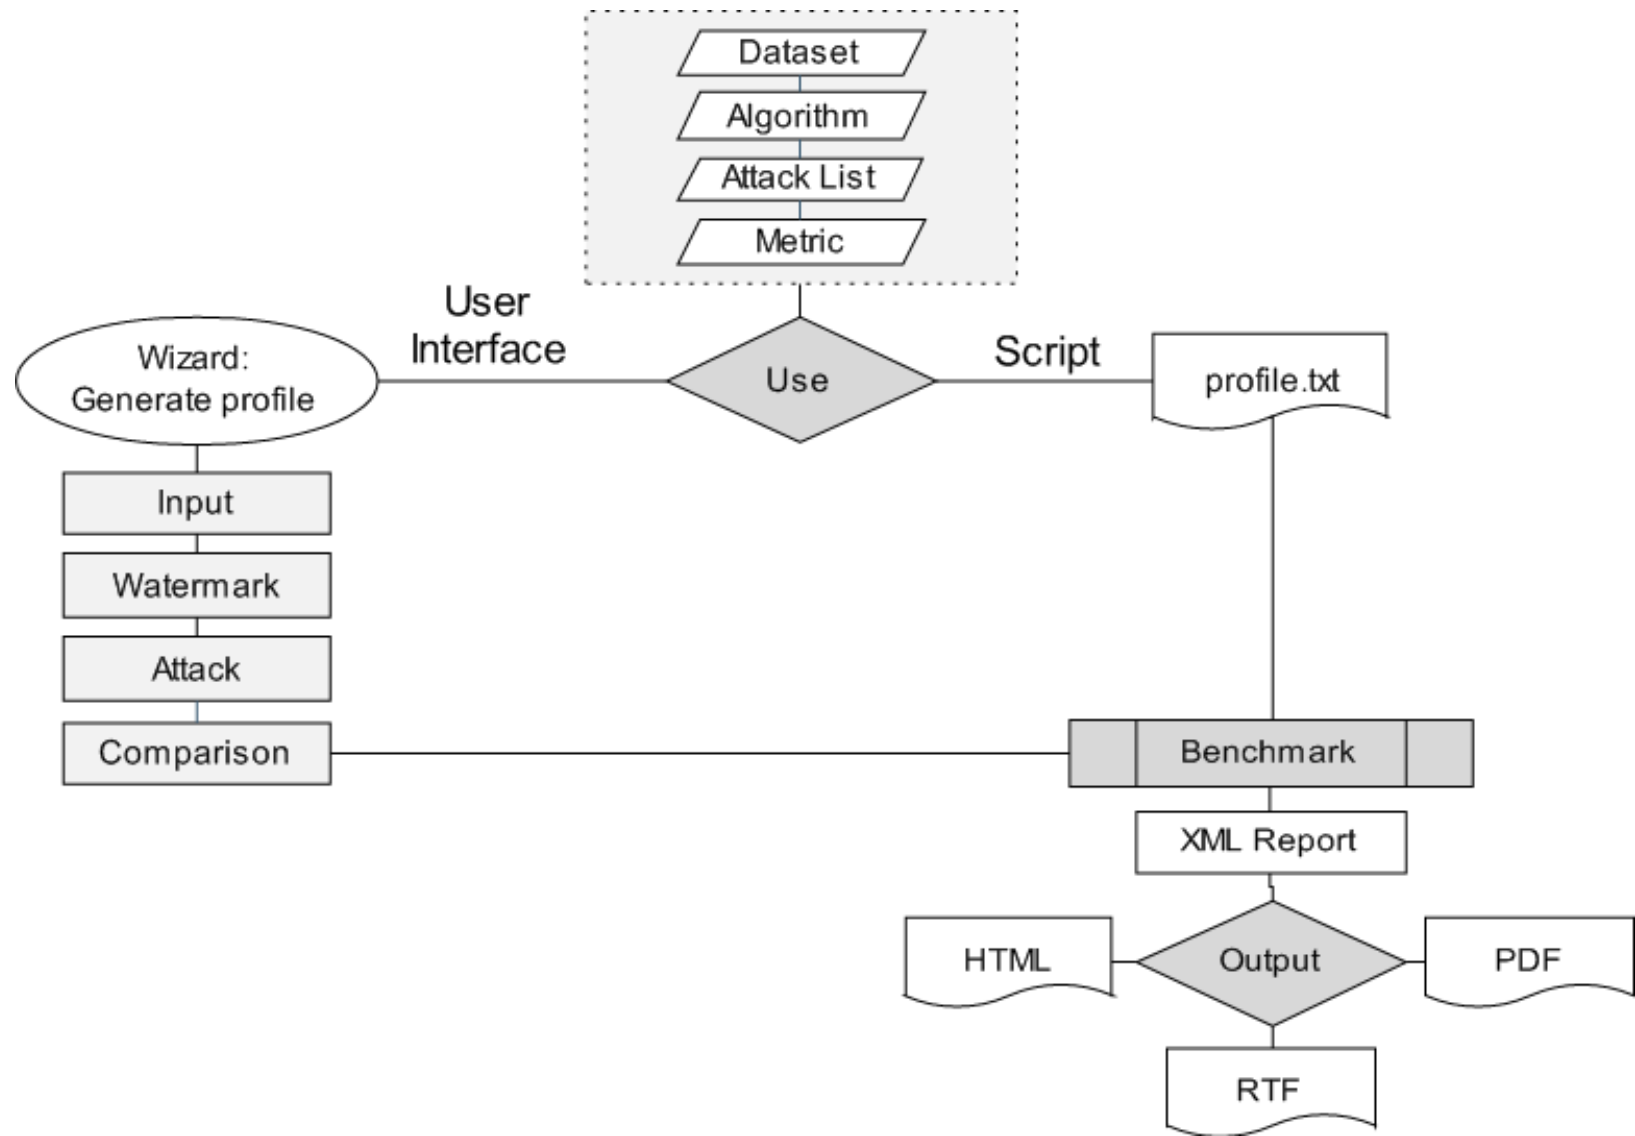 Dataset
Algorithm
Attack List
Metric
User
Interface
Script
Wizard:
Generate profile
Use
profile.txt
Input
Watermark
Attack
Comparison
Benchmark
XML Report
HTML
Output
PDF
RTF